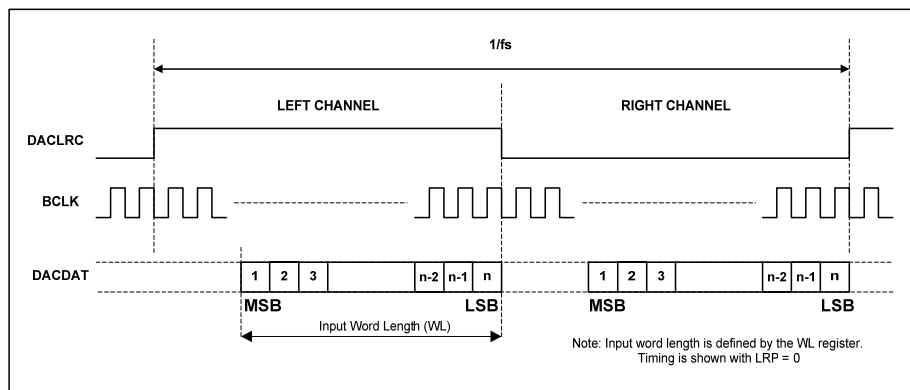 1/fs
LEFT CHANNEL
RIGHT CHANNEL
DACLRC
BCLK
DACDAT
1 2 3 n-2 n-1 n
1 2 3 n-2 n-1 n
MSB
LSB
MSB
LSB
Input Word Length (WL)
Note: Input word length is defined by the WL register.
Timing is shown with LRP = 0